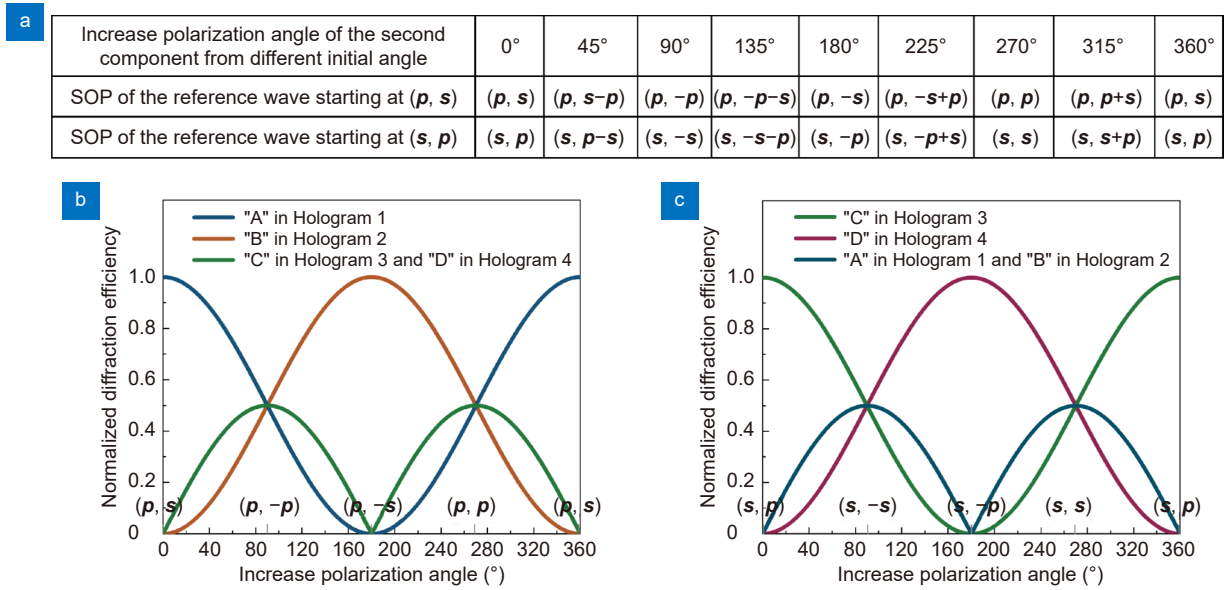 a
Increase polarization angle of the second
component from different initial angle
0° 45° 90° 135° 180° 225° 270° 315° 360°
SOP of the reference wave starting at (p, s) (p, s−p) (p, −p) (p, −p−s) (p, −s) (p, −s+p) (p, p) (p, p+s) (p, s)
SOP of the reference wave starting at (s, p) (s, p) (s, p−s) (s, −s) (s, −s−p) (s, −p) (s, −p+s) (s, s) (s, s+p) (s, p)
b
"A" in Hologram 1
"B" in Hologram 2
"C" in Hologram 3 and "D" in Hologram 4
Normalized diffraction efficiency
1.0
0.8
0.6
0.4
0.2
0
(p, s) (p, −p) (p, −s) (p, p) (p, s)
0 40 80 120 160 200 240 280 320 360
Increase polarization angle (°)
c
"C" in Hologram 3
"D" in Hologram 4
"A" in Hologram 1 and "B" in Hologram 2
Normalized diffraction efficiency
1.0
0.8
0.6
0.4
0.2
0
(s, p) (s, −s) (s, −p) (s, s) (s, p)
0 40 80 120 160 200 240 280 320 360
Increase polarization angle (°)